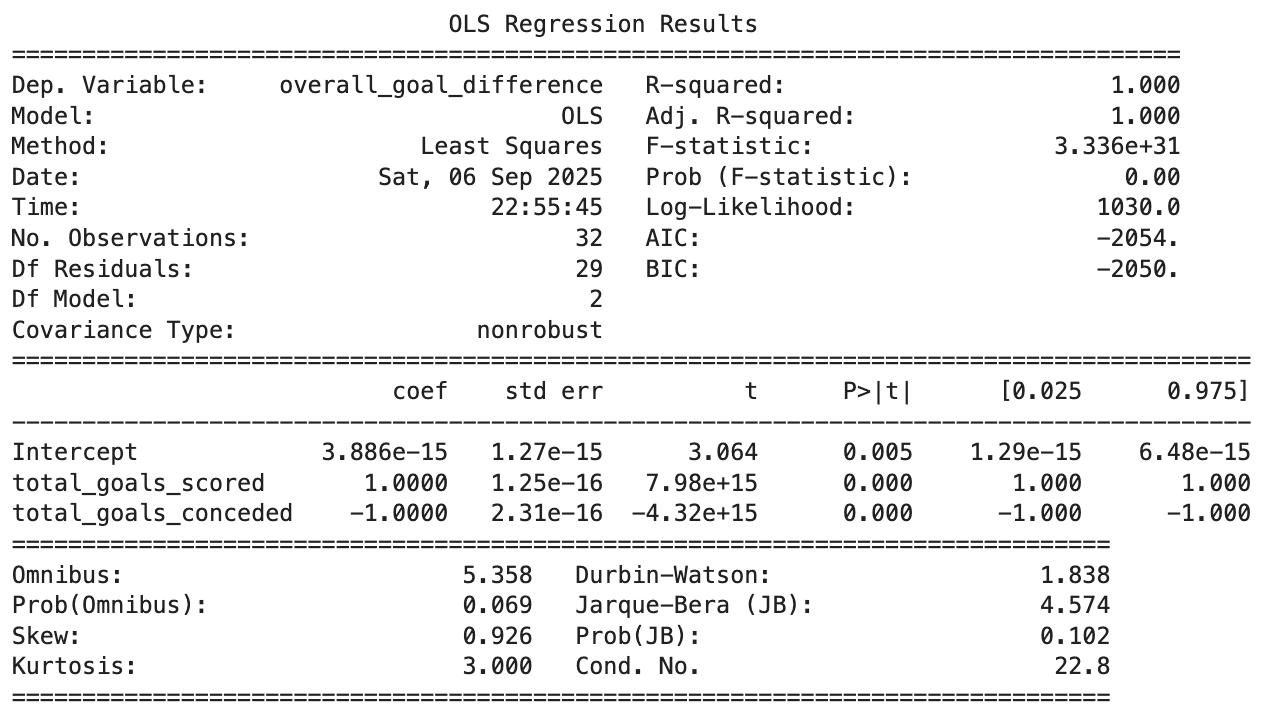 OLS Regression Results
==============================================================================
Dep. Variable: overall_goal_difference R-squared: 1.000
Model: OLS Adj. R-squared: 1.000
Method: Least Squares F-statistic: 3.336e+31
Date: Sat, 06 Sep 2025 Prob (F-statistic): 0.00
Time: 22:55:45 Log-Likelihood: 1030.0
No. Observations: 32 AIC: -2054.
Df Residuals: 29 BIC: -2050.
Df Model: 2
Covariance Type: nonrobust
==============================================================================
coef std err t P>|t| [0.025 0.975]
------------------------------------------------------------------------------
Intercept 3.886e-15 1.27e-15 3.064 0.005 1.29e-15 6.48e-15
total_goals_scored 1.0000 1.25e-16 7.98e+15 0.000 1.000 1.000
total_goals_conceded -1.0000 2.31e-16 -4.32e+15 0.000 -1.000 -1.000
==============================================================================
Omnibus: 5.358 Durbin-Watson: 1.838
Prob(Omnibus): 0.069 Jarque-Bera (JB): 4.574
Skew: 0.926 Prob(JB): 0.102
Kurtosis: 3.000 Cond. No. 22.8
==============================================================================